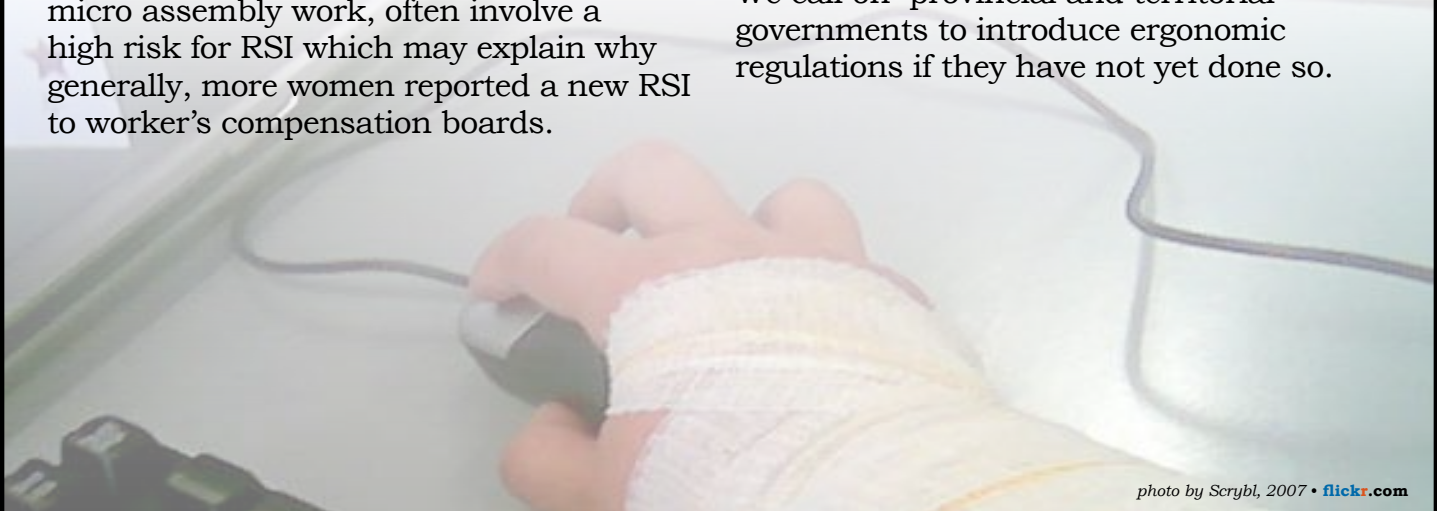 micro assembly work, often involve a
high risk for RSI which may explain why
generally, more women reported a new RSI
to worker’s compensation boards.
We call on provincial and territorial
governments to introduce ergonomic
regulations if they have not yet done so.
photo by Scrybl, 2007 • flickr.com